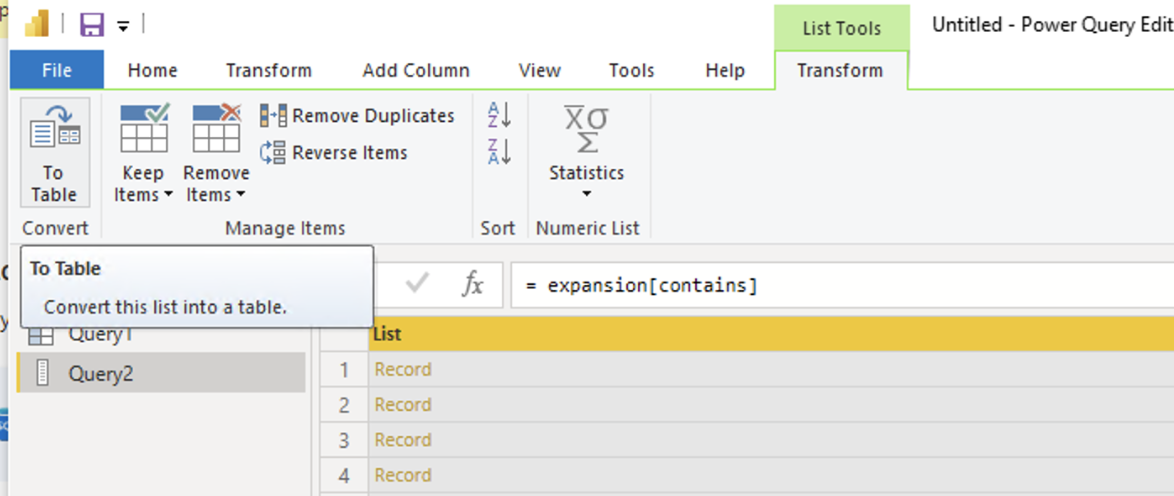 List Tools
Untitled - Power Query Edit
File
Home
Transform
Add Column
View
Tools
Help
Transform
To
Table
Keep
Items
Remove
Items
Remove Duplicates
Reverse Items
A
Z
Z
A
X̅σ
Σ
Statistics
Convert
Manage Items
Sort
Numeric List
To Table
Convert this list into a table.
fx
= expansion[contains]
Query1
Query2
List
1 Record
2 Record
3 Record
4 Record